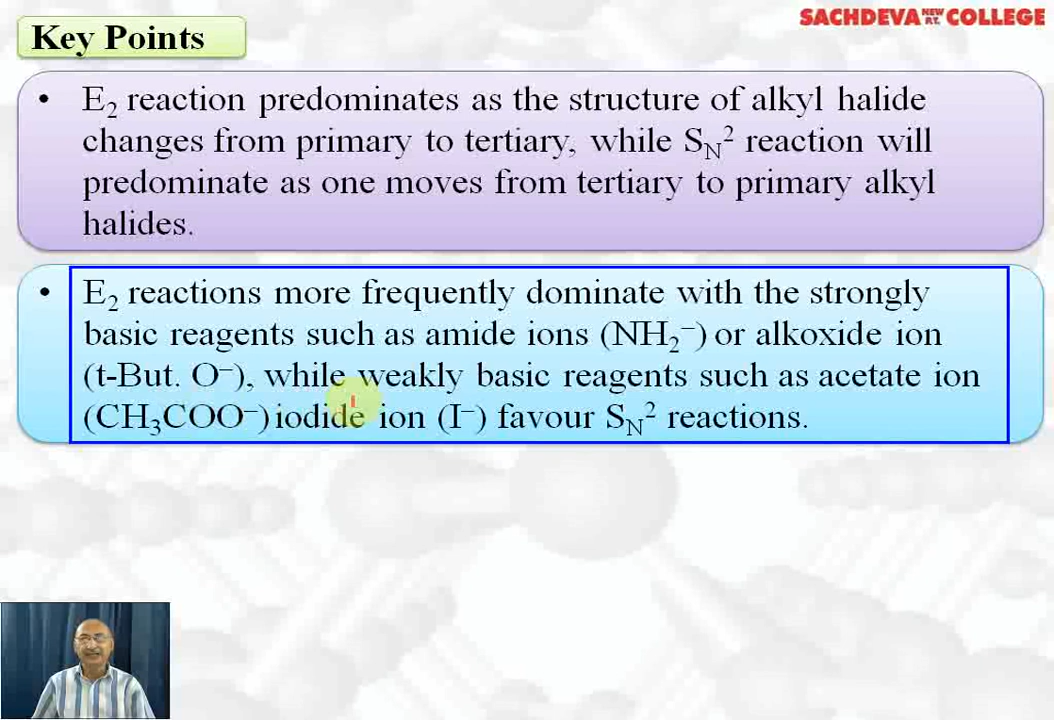 Key Points
SACHDEVA NEW P.T. COLLEGE
• E₂ reaction predominates as the structure of alkyl halide
changes from primary to tertiary, while S_N² reaction will
predominate as one moves from tertiary to primary alkyl
halides.
• E₂ reactions more frequently dominate with the strongly
basic reagents such as amide ions (NH₂⁻) or alkoxide ion
(t-But. O⁻), while weakly basic reagents such as acetate ion
(CH₃COO⁻) iodide ion (I⁻) favour S_N² reactions.